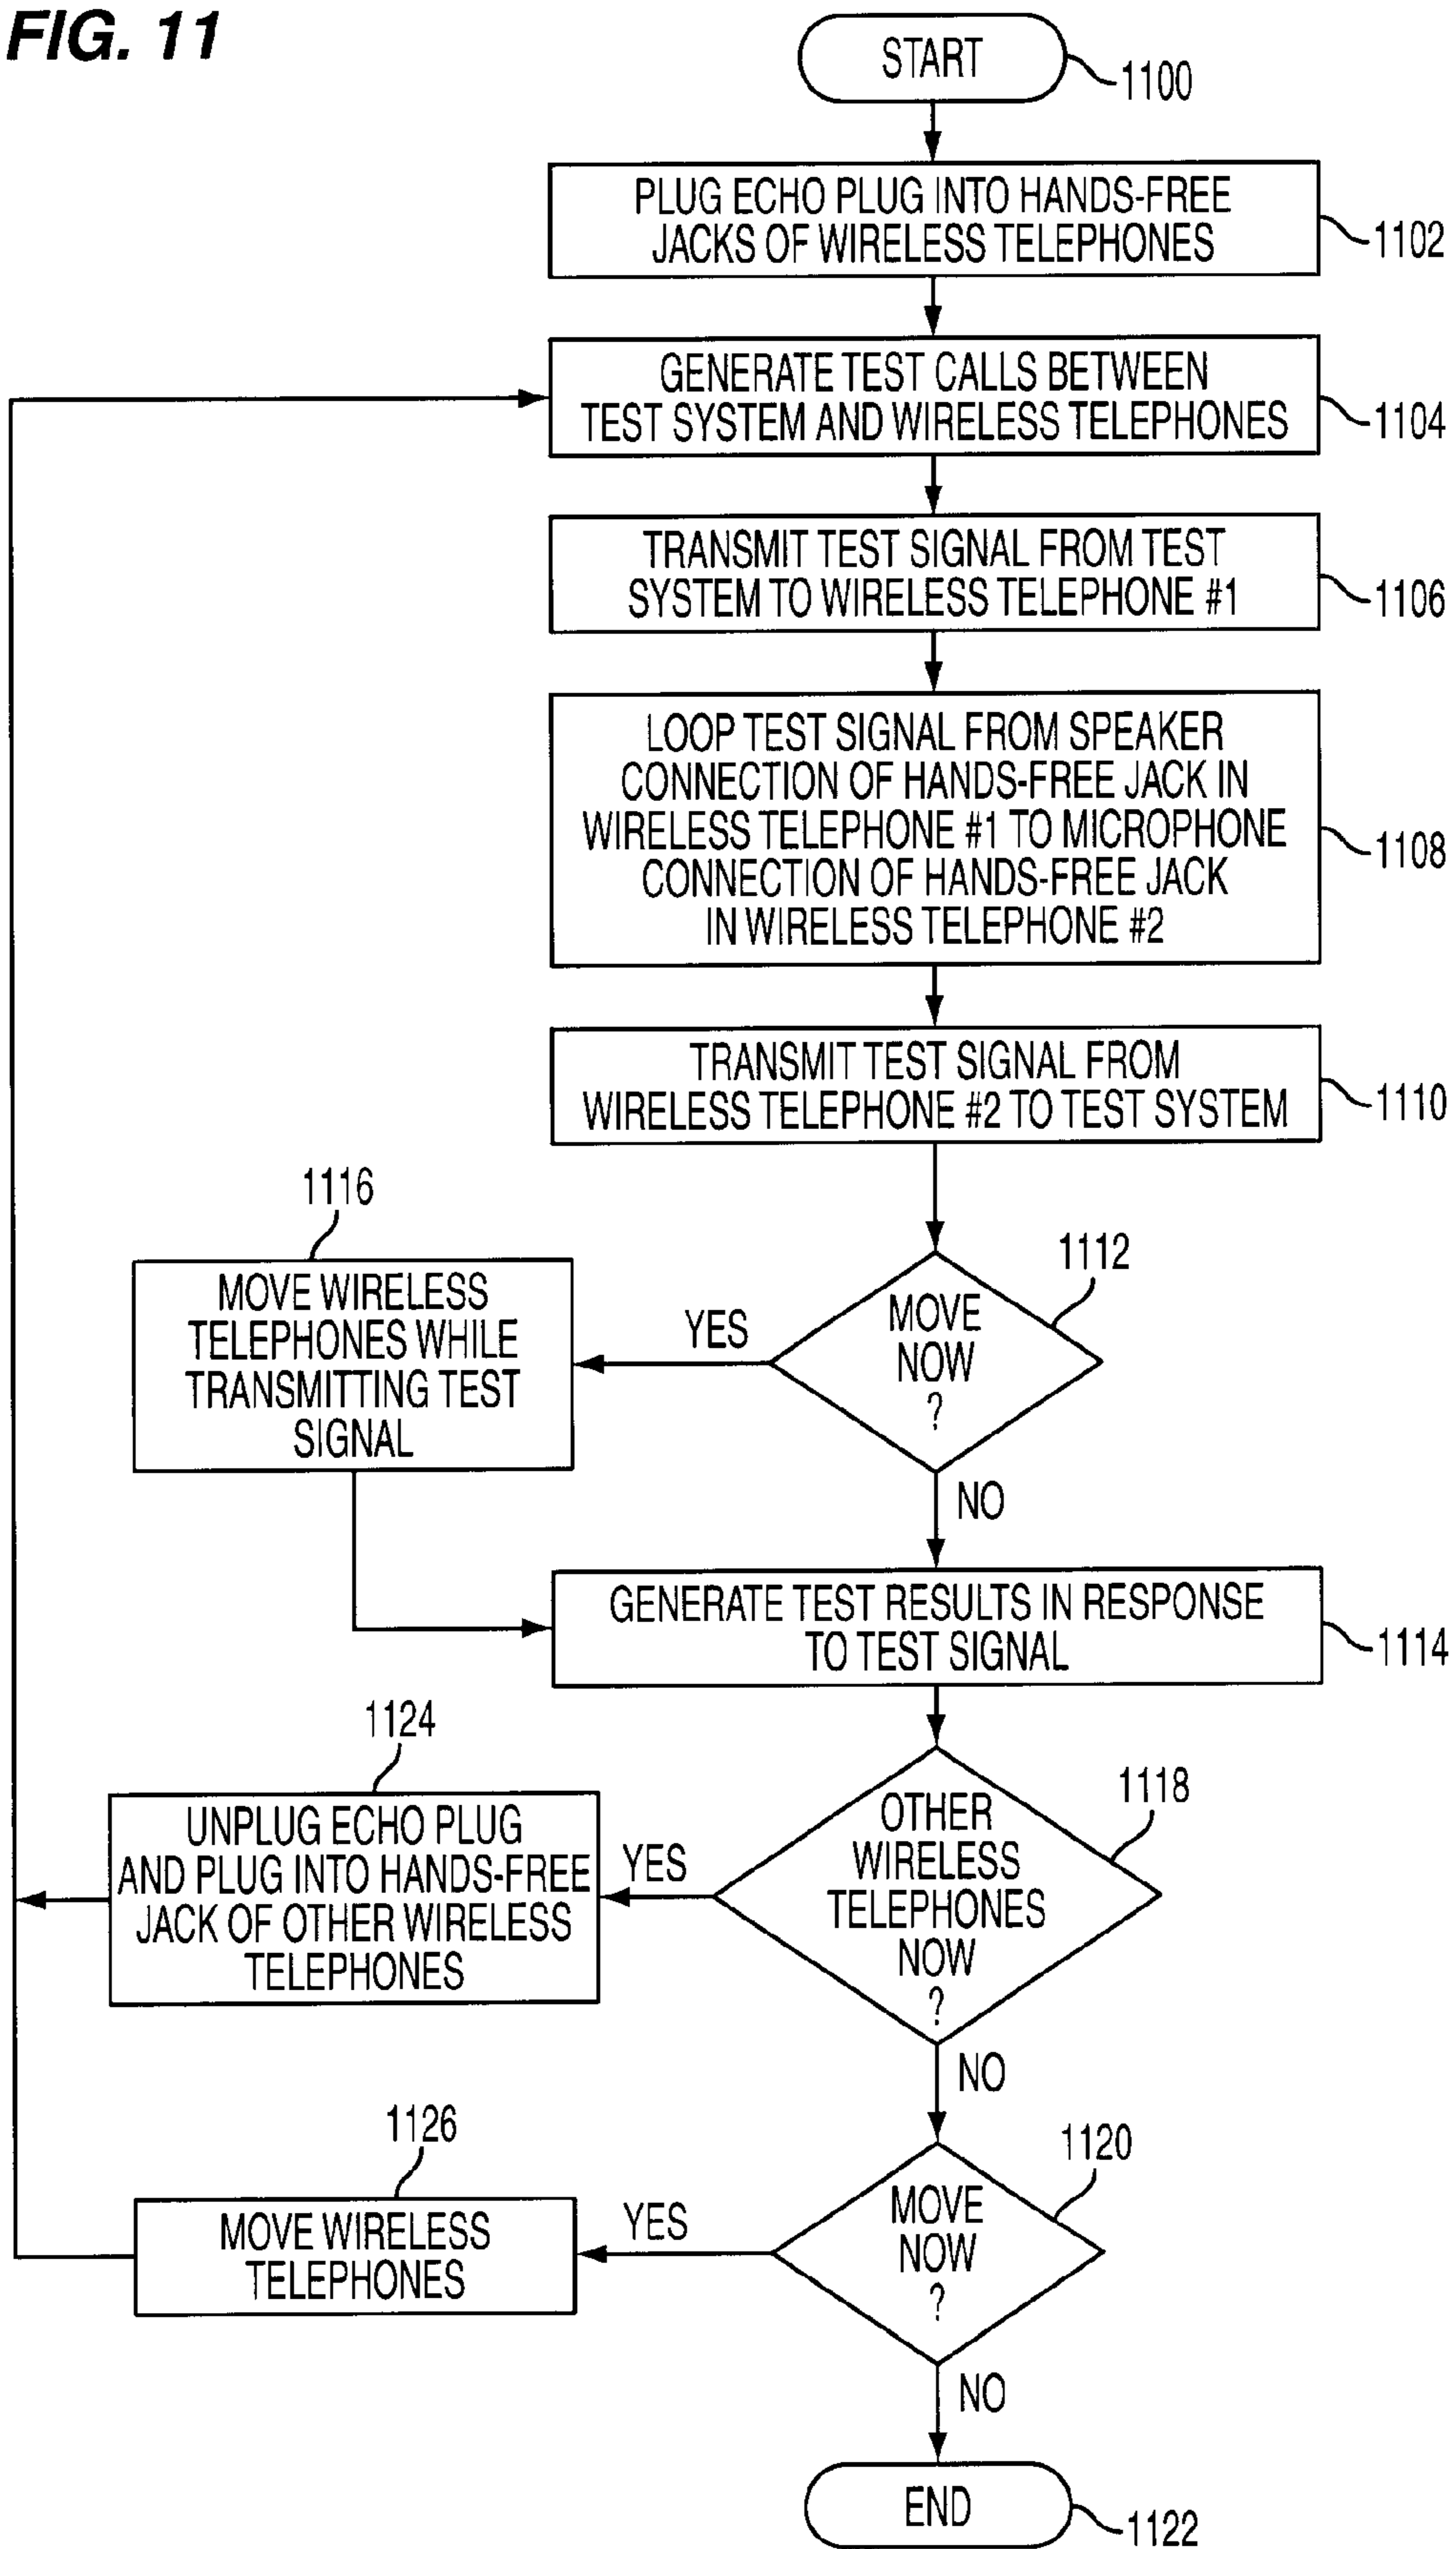 FIG. 11
START
1100
PLUG ECHO PLUG INTO HANDS-FREE
JACKS OF WIRELESS TELEPHONES
1102
GENERATE TEST CALLS BETWEEN
TEST SYSTEM AND WIRELESS TELEPHONES
1104
TRANSMIT TEST SIGNAL FROM TEST
SYSTEM TO WIRELESS TELEPHONE #1
1106
LOOP TEST SIGNAL FROM SPEAKER
CONNECTION OF HANDS-FREE JACK IN
WIRELESS TELEPHONE #1 TO MICROPHONE
CONNECTION OF HANDS-FREE JACK
IN WIRELESS TELEPHONE #2
1108
TRANSMIT TEST SIGNAL FROM
WIRELESS TELEPHONE #2 TO TEST SYSTEM
1110
1112
MOVE
NOW
?
YES
1116
MOVE WIRELESS
TELEPHONES WHILE
TRANSMITTING TEST
SIGNAL
NO
GENERATE TEST RESULTS IN RESPONSE
TO TEST SIGNAL
1114
1118
OTHER
WIRELESS
TELEPHONES
NOW
?
YES
1124
UNPLUG ECHO PLUG
AND PLUG INTO HANDS-FREE
JACK OF OTHER WIRELESS
TELEPHONES
NO
1120
MOVE
NOW
?
YES
1126
MOVE WIRELESS
TELEPHONES
NO
END
1122